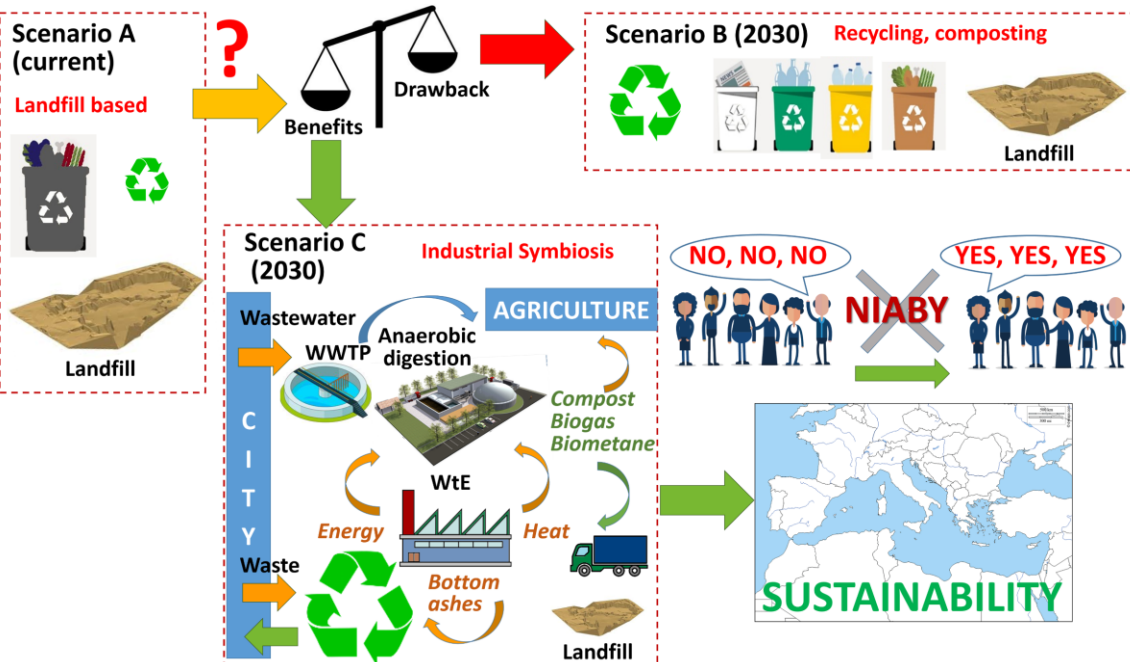 Scenario A
(current)
Landfill based
Landfill
?
Benefits
Drawback
Scenario B (2030)
Recycling, composting
NEWS
Landfill
Scenario C
(2030)
Industrial Symbiosis
CITY
Wastewater
WWTP
Anaerobic
digestion
AGRICULTURE
Compost
Biogas
Biometane
WtE
Energy
Heat
Waste
Bottom
ashes
Landfill
NO, NO, NO
NIABY
YES, YES, YES
SUSTAINABILITY